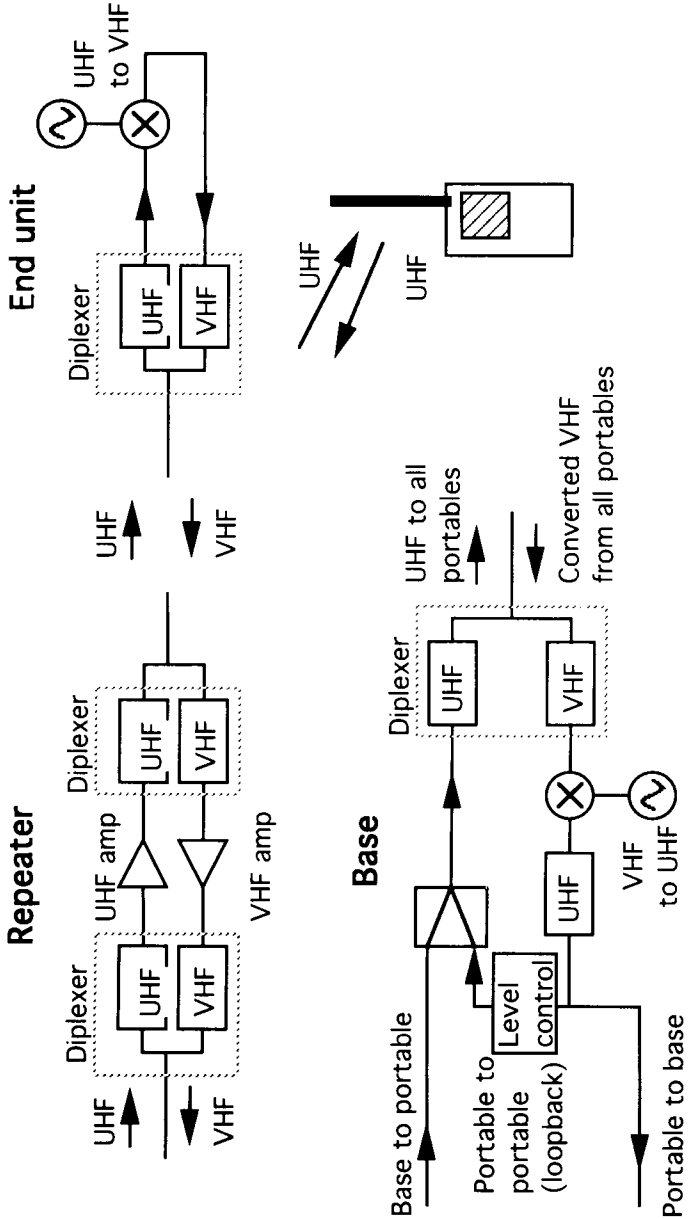 Repeater
Diplexer
UHF
VHF
UHF
VHF
UHF amp
VHF amp
Diplexer
UHF
VHF
UHF
VHF
End unit
Diplexer
UHF
VHF
UHF
to VHF
UHF
UHF
Base
Base to portable
Portable to
portable
(loopback)
Level
control
Portable to base
UHF
VHF
to UHF
Diplexer
UHF
VHF
UHF to all
portables
Converted VHF
from all portables